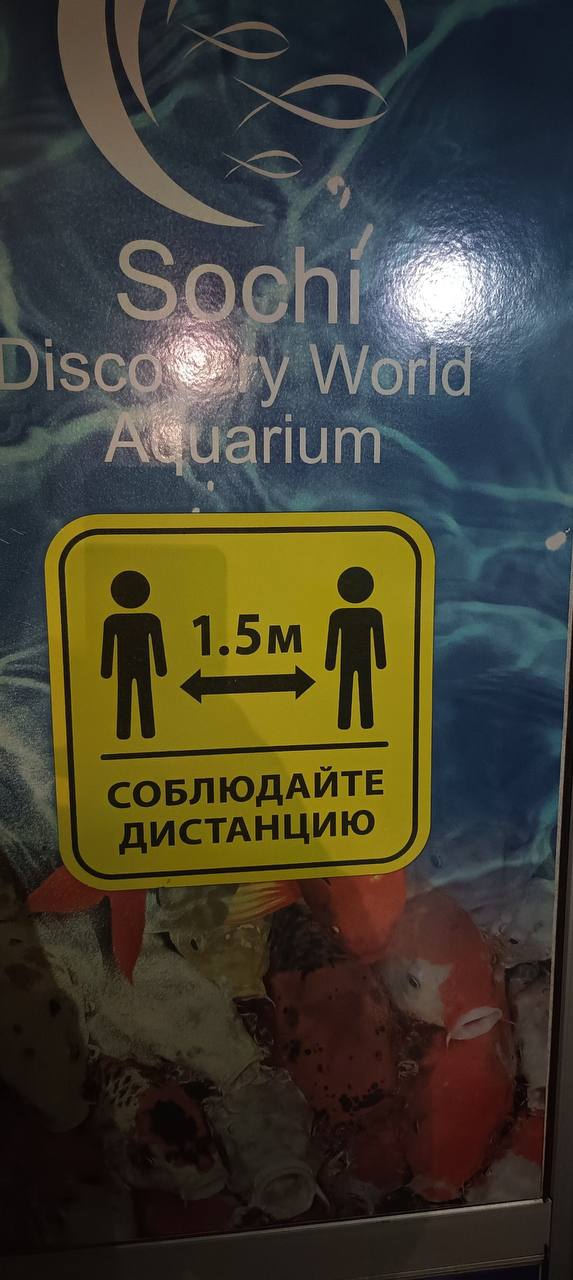 Sochi
Discovery World
Aquarium
1.5м
СОБЛЮДАЙТЕ
ДИСТАНЦИЮ